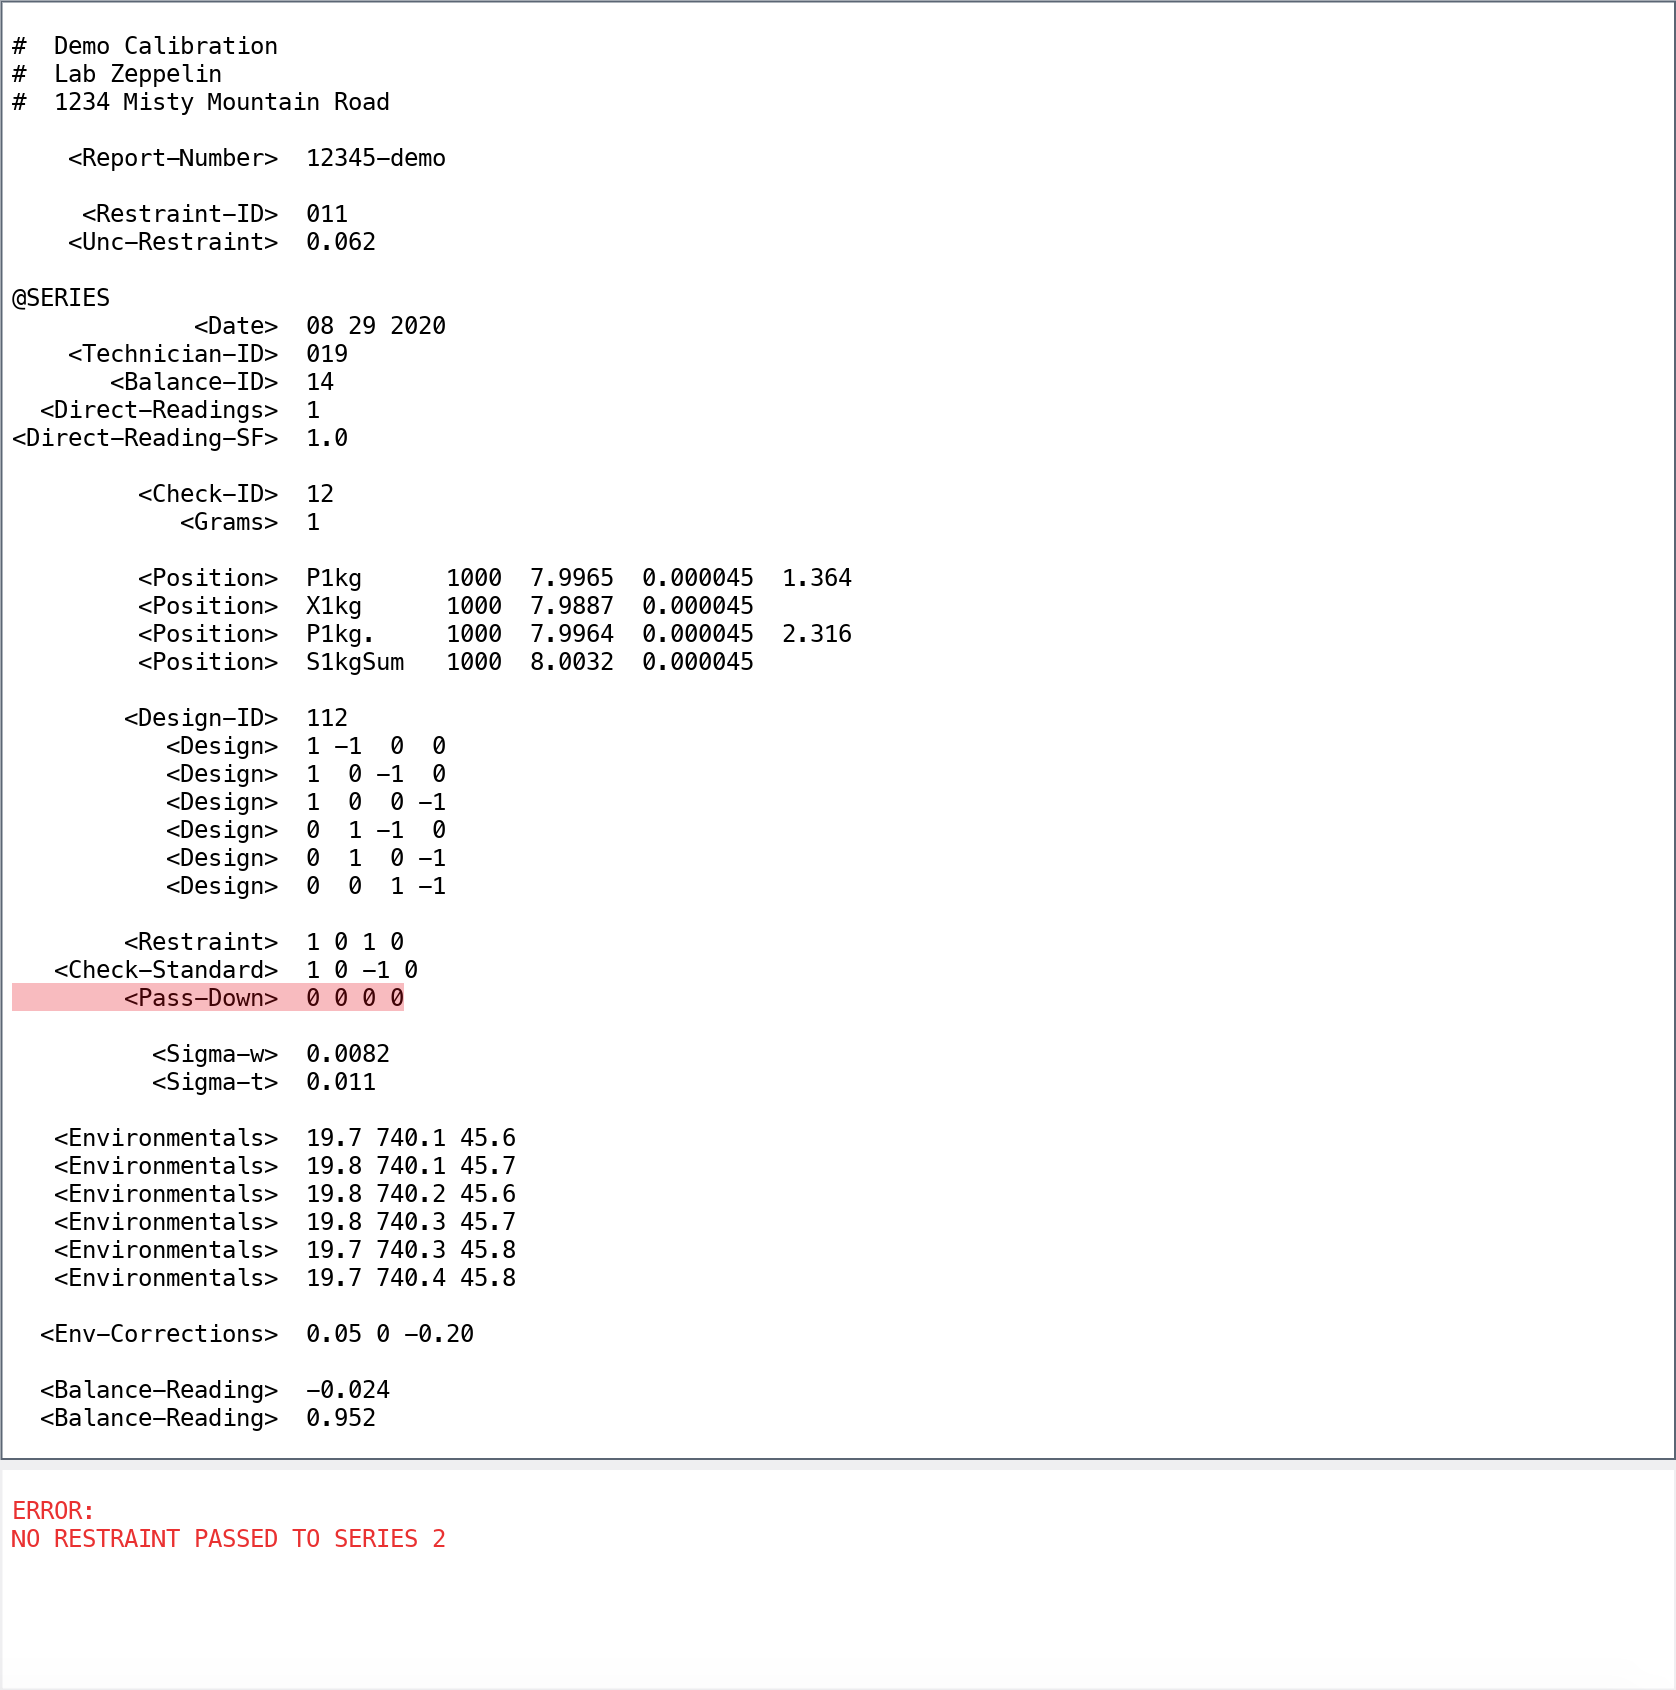 #  Demo Calibration
#  Lab Zeppelin
#  1234 Misty Mountain Road
    <Report-Number>  12345-demo
     <Restraint-ID>  011
    <Unc-Restraint>  0.062
@SERIES
             <Date>  08 29 2020
    <Technician-ID>  019
       <Balance-ID>  14
  <Direct-Readings>  1
<Direct-Reading-SF>  1.0
         <Check-ID>  12
            <Grams>  1
         <Position>  P1kg      1000  7.9965  0.000045  1.364
         <Position>  X1kg      1000  7.9887  0.000045
         <Position>  P1kg.     1000  7.9964  0.000045  2.316
         <Position>  S1kgSum   1000  8.0032  0.000045
        <Design-ID>  112
           <Design>  1 -1  0  0
           <Design>  1  0 -1  0
           <Design>  1  0  0 -1
           <Design>  0  1 -1  0
           <Design>  0  1  0 -1
           <Design>  0  0  1 -1
        <Restraint>  1 0 1 0
   <Check-Standard>  1 0 -1 0
        <Pass-Down>  0 0 0 0
          <Sigma-w>  0.0082
          <Sigma-t>  0.011
   <Environmentals>  19.7 740.1 45.6
   <Environmentals>  19.8 740.1 45.7
   <Environmentals>  19.8 740.2 45.6
   <Environmentals>  19.8 740.3 45.7
   <Environmentals>  19.7 740.3 45.8
   <Environmentals>  19.7 740.4 45.8
  <Env-Corrections>  0.05 0 -0.20
  <Balance-Reading>  -0.024
  <Balance-Reading>  0.952
ERROR:
NO RESTRAINT PASSED TO SERIES 2